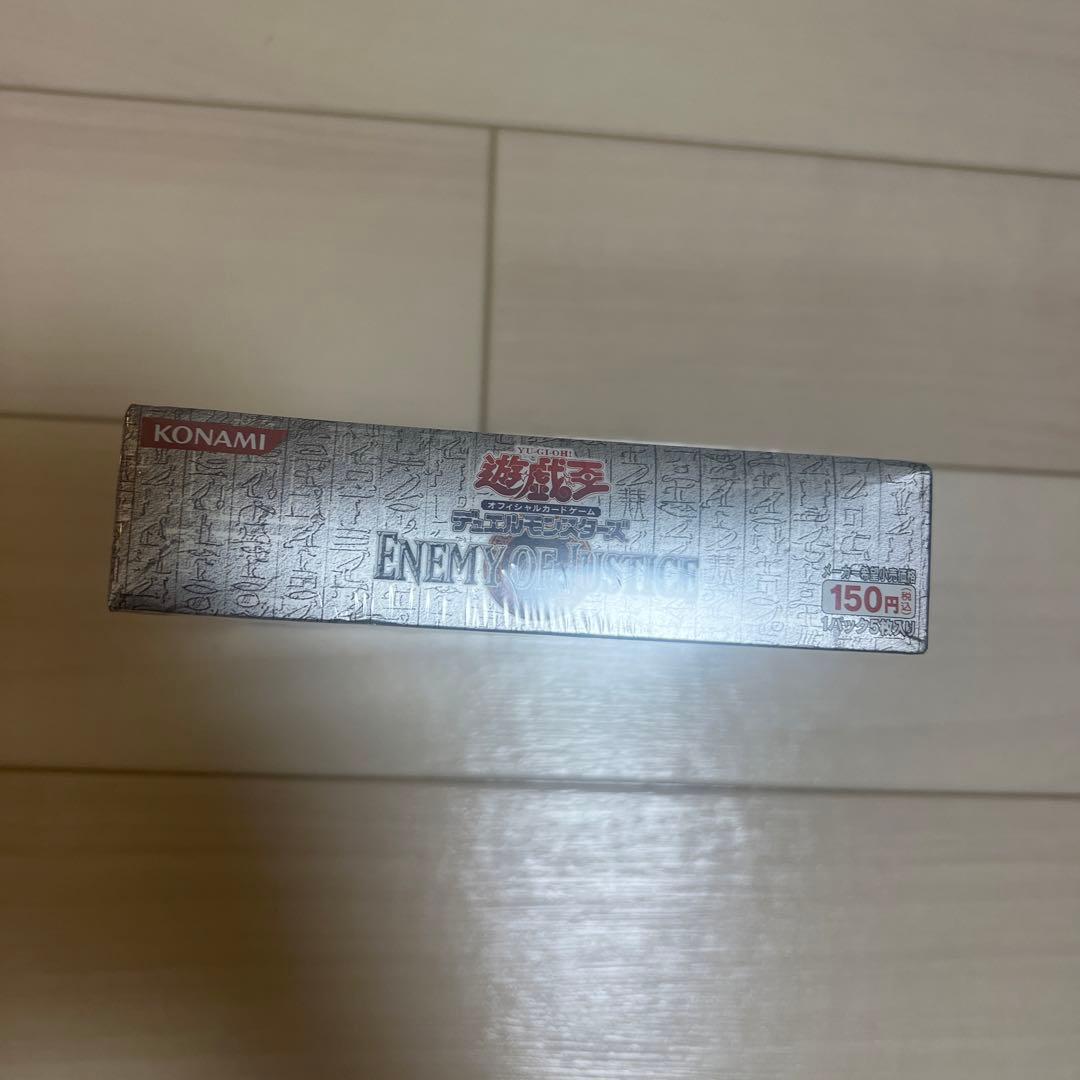 KONAMI
YU-GI-OH!
遊戯王
オフィシャルカードゲーム
デュエルモンスターズ
ENEMY OF JUSTICE
メーカー希望小売価格
150円税込
1パック5枚入り